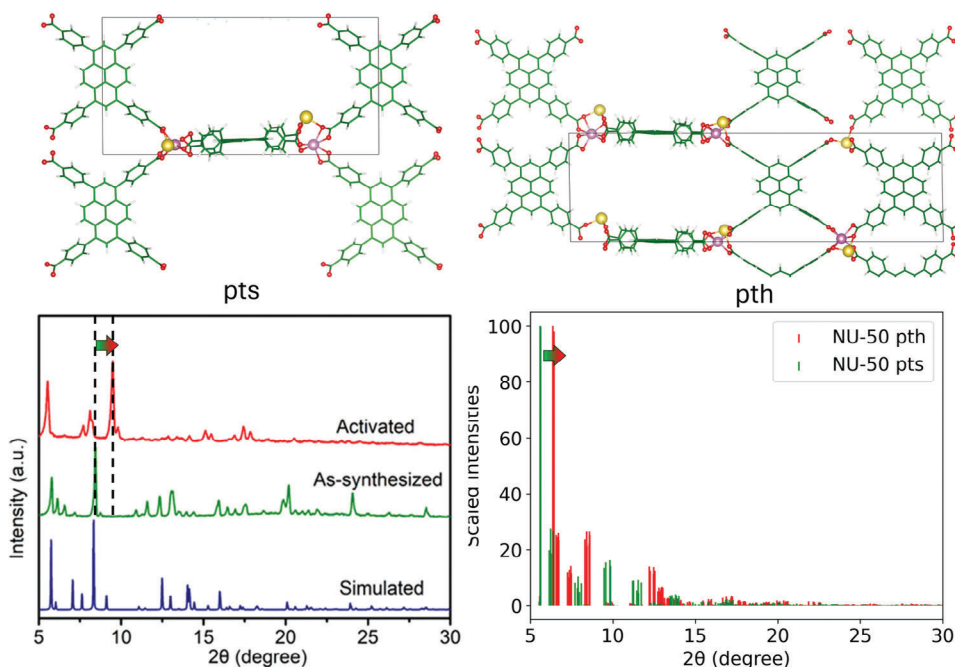 pts
pth
Intensity (a.u.)
Activated
As-synthesized
Simulated
5 10 15 20 25 30
2θ (degree)
Scaled Intensities
100
80
60
40
20
0
NU-50 pth
NU-50 pts
5 10 15 20 25 30
2θ (degree)